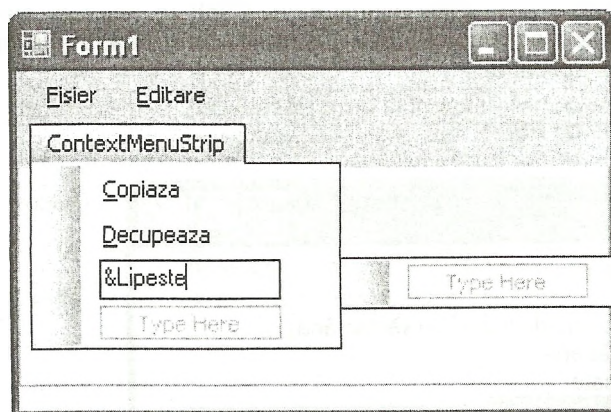 Form1
Fisier Editare
ContextMenuStrip
Copiaza
Decupeaza
&Lipeste
Type Here
Type Here